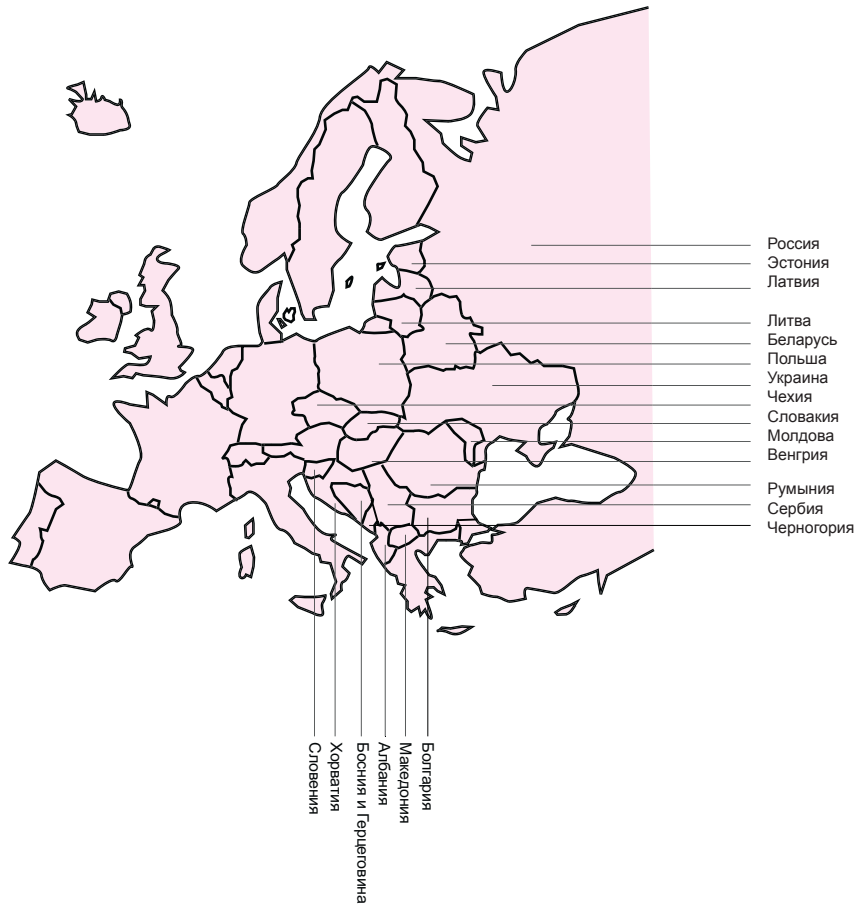 Россия
Эстония
Латвия
Литва
Беларусь
Польша
Украина
Чехия
Словакия
Молдова
Венгрия
Румыния
Сербия
Черногория
Словения
Хорватия
Босния и Герцеговина
Албания
Македония
Болгария